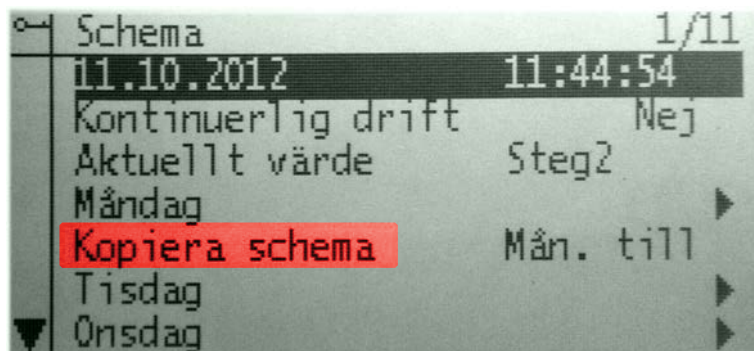 Schema 1/11
11.10.2012 11:44:54
Kontinuerlig drift Nej
Aktuellt värde Steg2
Måndag
Kopiera schema Mån. till
Tisdag
Onsdag